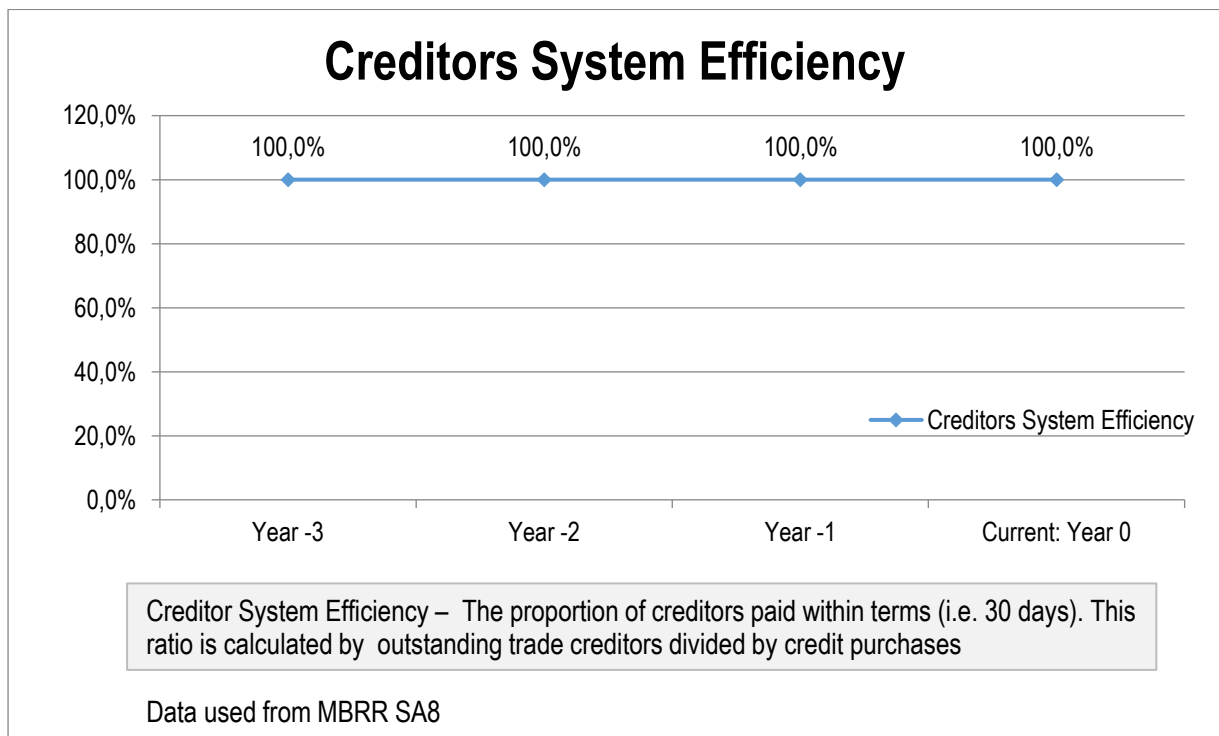 Creditors System Efficiency
120,0%
100,0%
80,0%
60,0%
40,0%
20,0%
0,0%
100,0%
100,0%
100,0%
100,0%
Creditors System Efficiency
Year -3
Year -2
Year -1
Current: Year 0
Creditor System Efficiency – The proportion of creditors paid within terms (i.e. 30 days). This
ratio is calculated by outstanding trade creditors divided by credit purchases
Data used from MBRR SA8